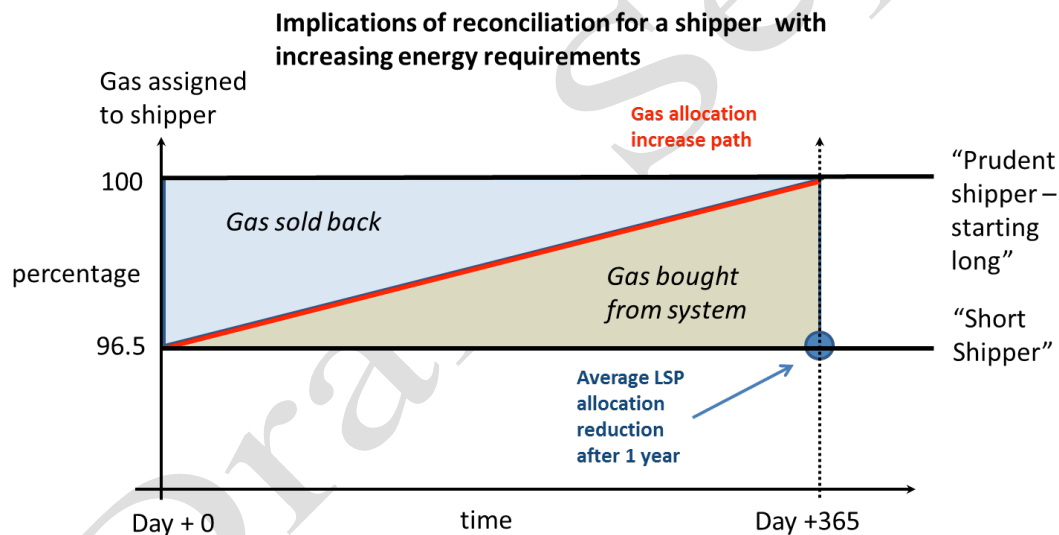 Implications of reconciliation for a shipper with
increasing energy requirements
Gas assigned
to shipper
Gas allocation
increase path
100
"Prudent
shipper –
starting
long"
Gas sold back
percentage
Gas bought
from system
96.5
"Short
Shipper"
Average LSP
allocation
reduction
after 1 year
Day + 0
time
Day +365